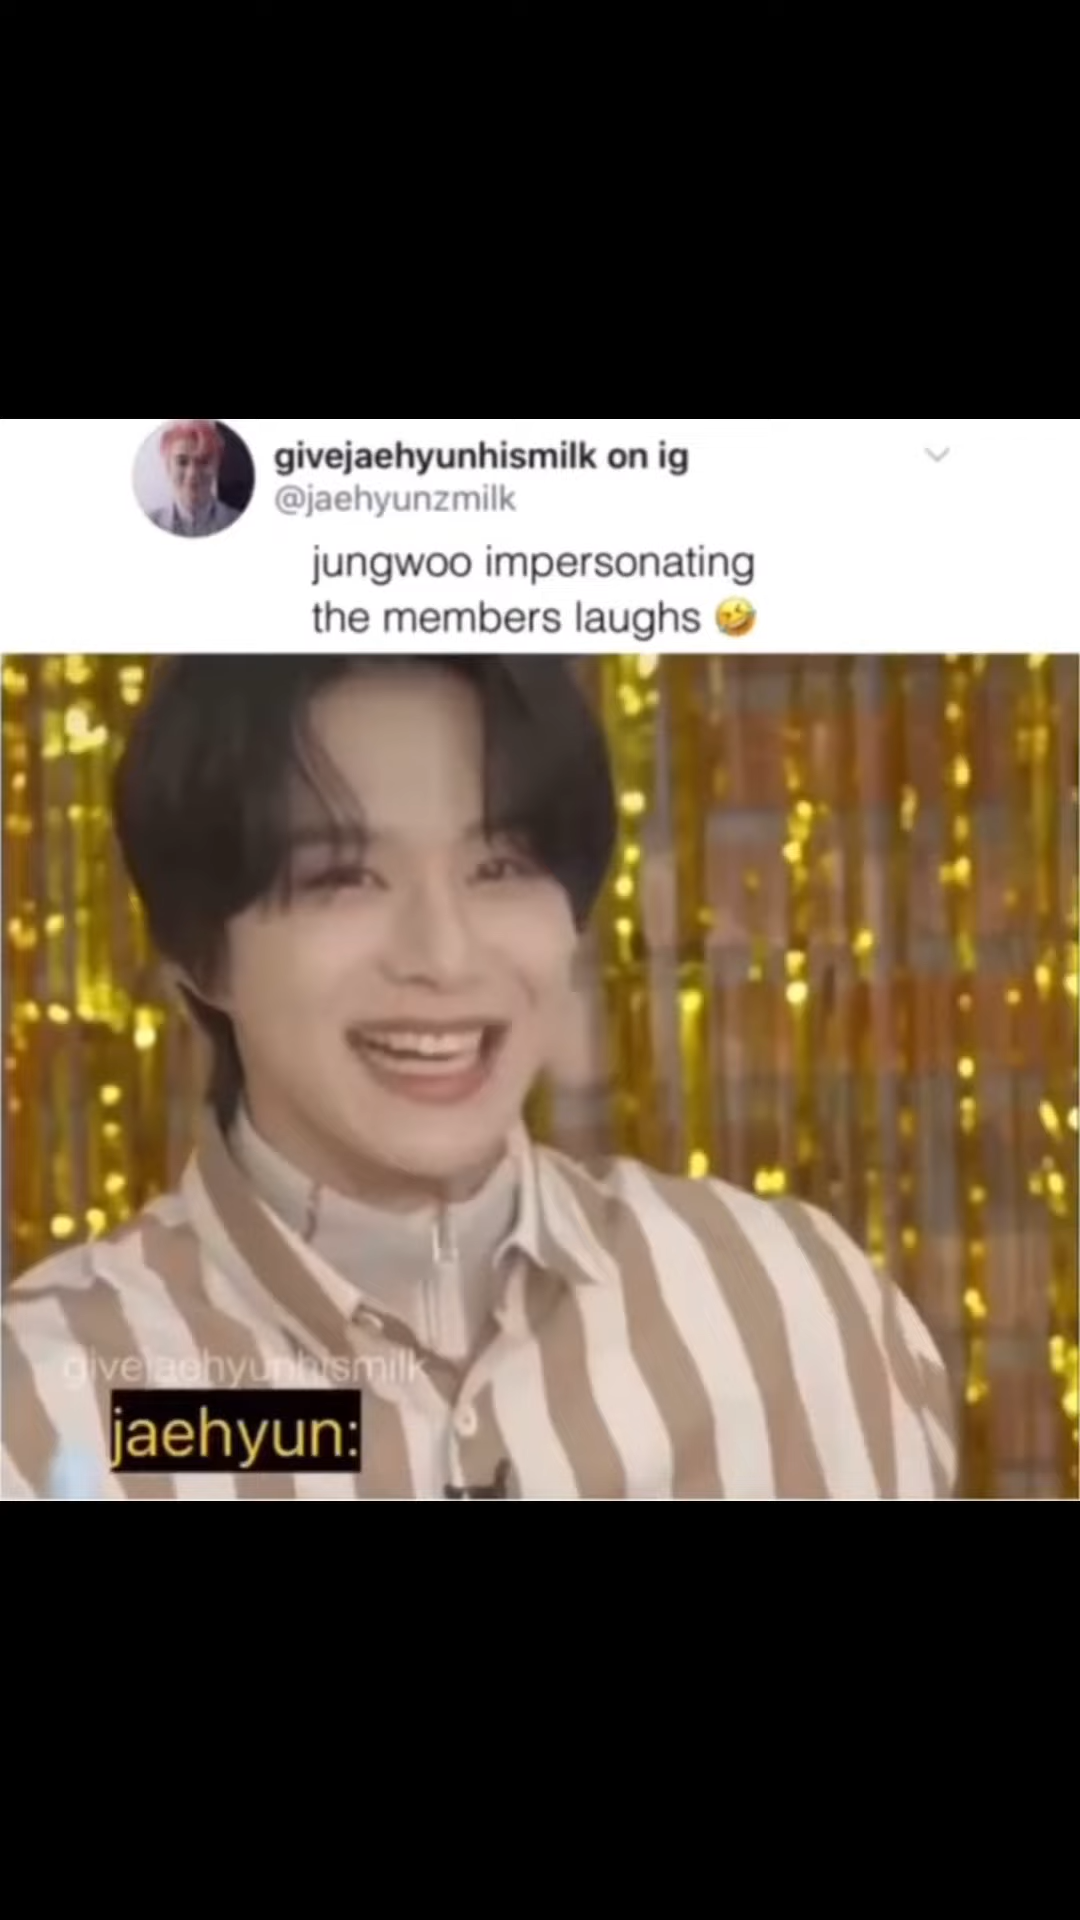 givejaehyunhismilk on ig
@jaehyunzmilk
jungwoo impersonating
the members laughs 🤣
givejaehyunhismilk
jaehyun: